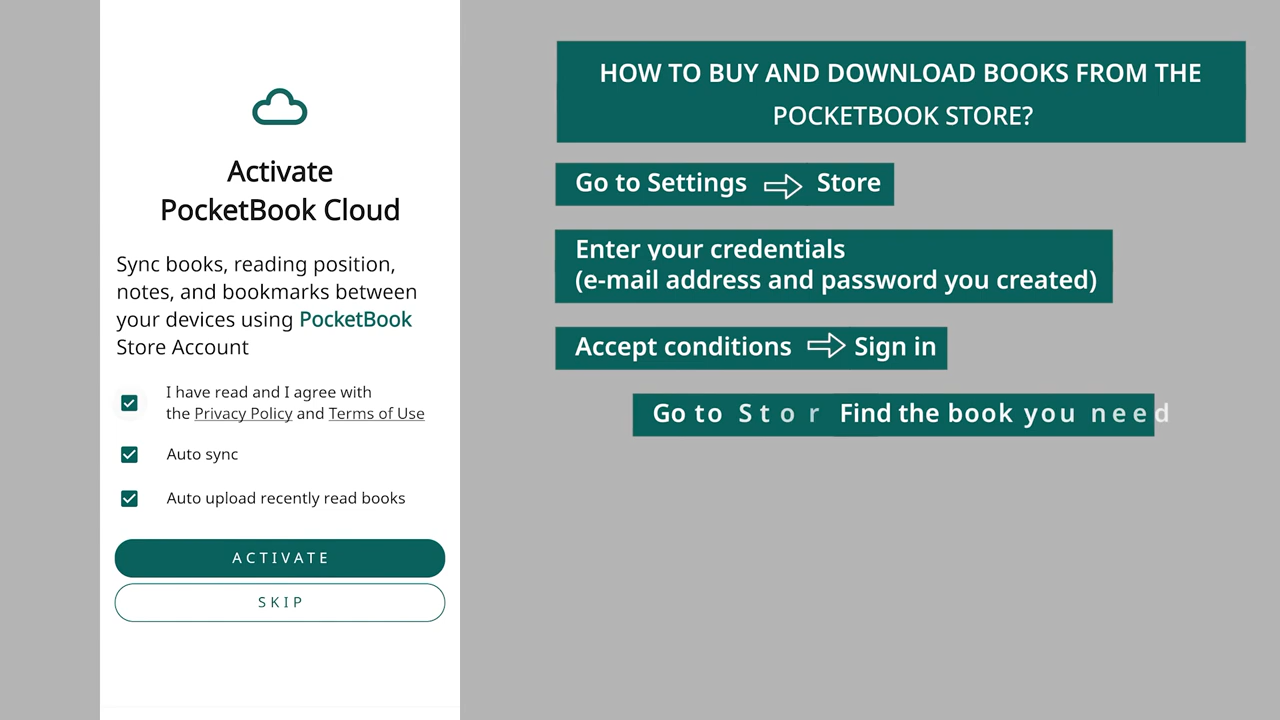 Activate
PocketBook Cloud
Sync books, reading position,
notes, and bookmarks between
your devices using PocketBook
Store Account
I have read and I agree with
the Privacy Policy and Terms of Use
Auto sync
Auto upload recently read books
ACTIVATE
SKIP
HOW TO BUY AND DOWNLOAD BOOKS FROM THE
POCKETBOOK STORE?
Go to Settings Store
Enter your credentials
(e-mail address and password you created)
Accept conditions Sign in
Go to Stor Find the book you need